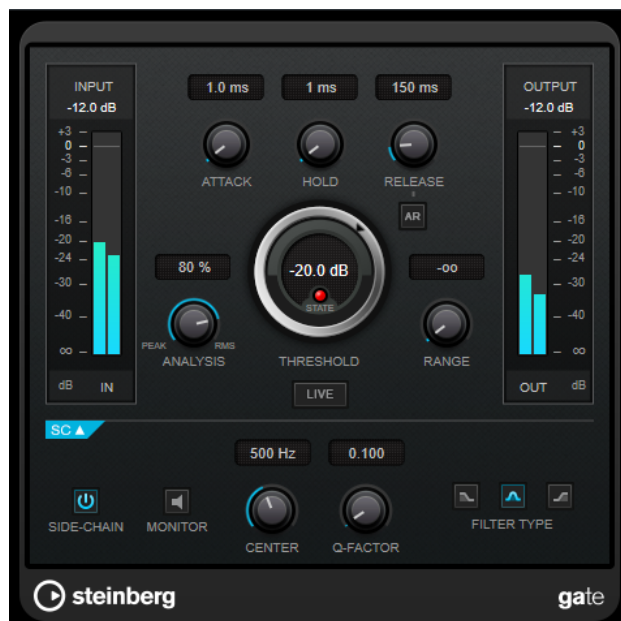 INPUT
-12.0 dB
+3
0
-3
-6
-10
-16
-20
-24
-30
-40
∞
dB IN
1.0 ms 1 ms 150 ms
ATTACK HOLD RELEASE
AR
80 %
PEAK RMS
ANALYSIS
-20.0 dB
STATE
THRESHOLD
LIVE
-∞
RANGE
OUTPUT
-12.0 dB
+3
0
-3
-6
-10
-16
-20
-24
-30
-40
∞
OUT dB
SC ▲
500 Hz 0.100
SIDE-CHAIN MONITOR
CENTER Q-FACTOR
FILTER TYPE
steinberg
gate